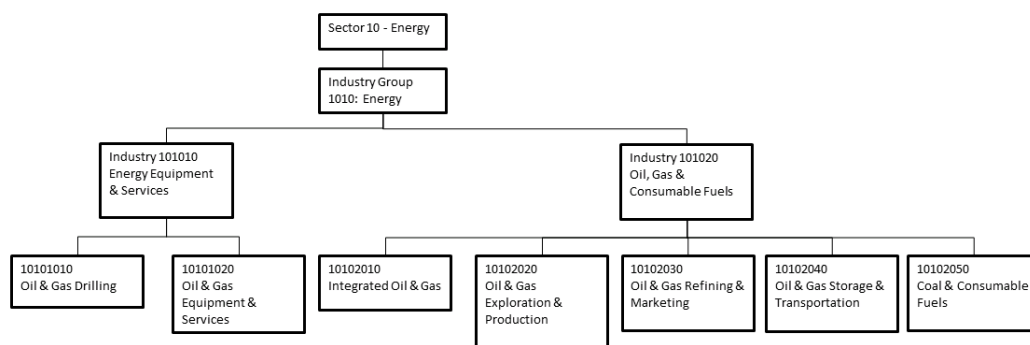 Sector 10 - Energy
Industry Group
1010: Energy
Industry 101010
Energy Equipment
& Services
Industry 101020
Oil, Gas &
Consumable Fuels
10101010
Oil & Gas Drilling
10101020
Oil & Gas
Equipment &
Services
10102010
Integrated Oil & Gas
10102020
Oil & Gas
Exploration &
Production
10102030
Oil & Gas Refining &
Marketing
10102040
Oil & Gas Storage &
Transportation
10102050
Coal & Consumable
Fuels